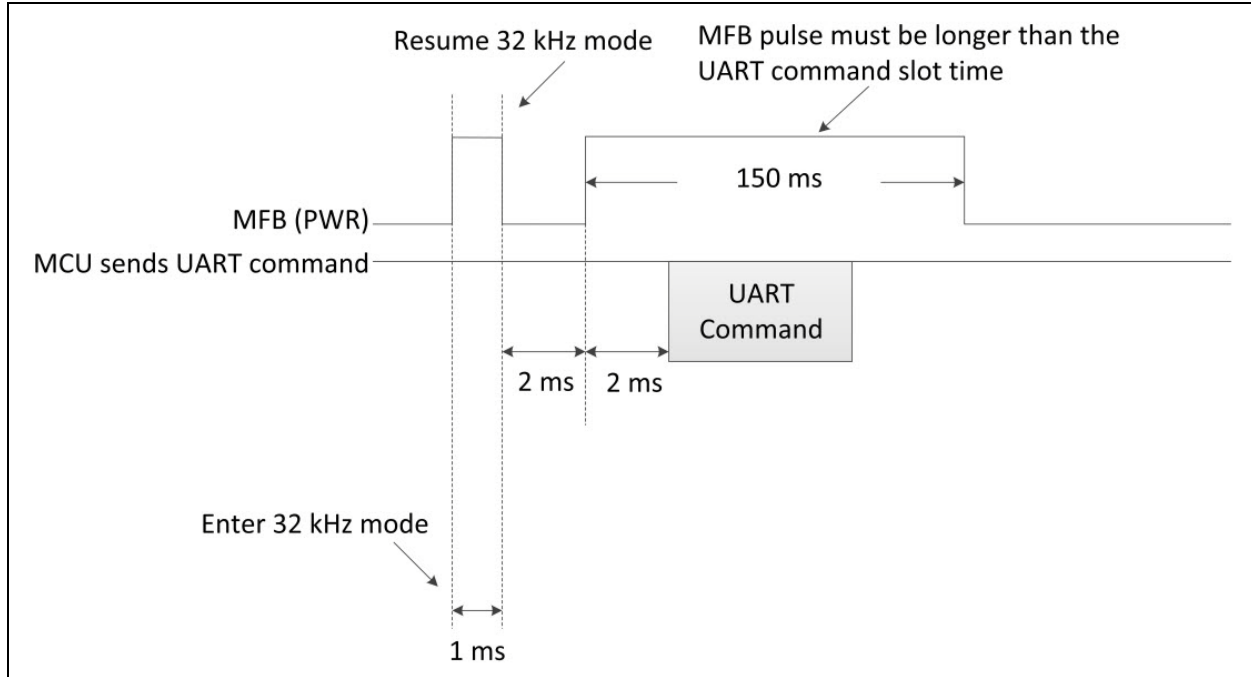 Resume 32 kHz mode
MFB pulse must be longer than the
UART command slot time
150 ms
MFB (PWR)
MCU sends UART command
UART
Command
2 ms
2 ms
Enter 32 kHz mode
1 ms